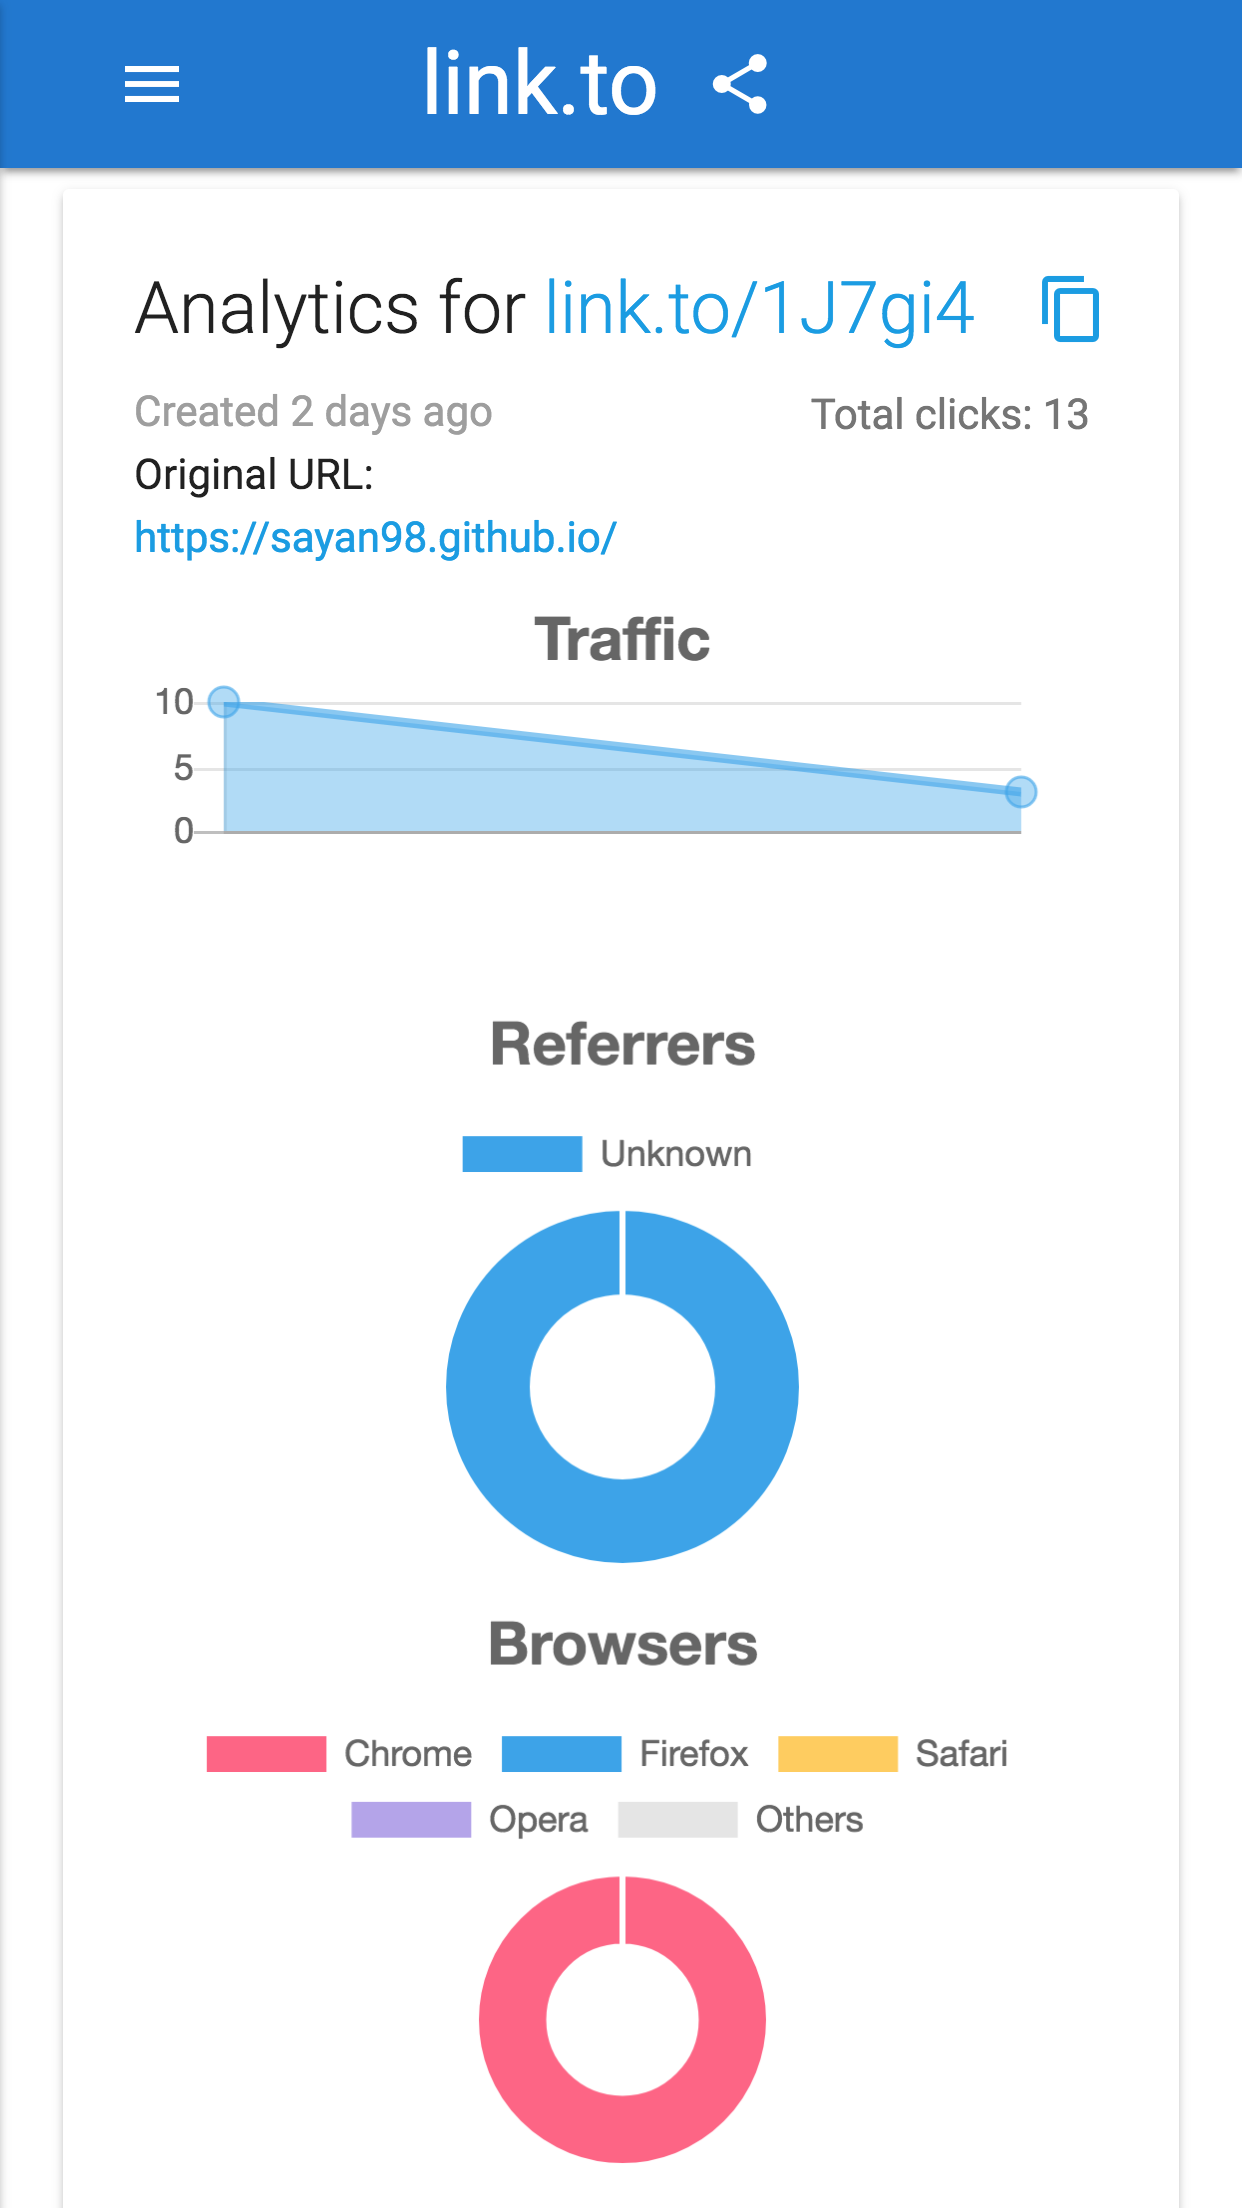 link.to
Analytics for link.to/1J7gi4
Created 2 days ago
Total clicks: 13
Original URL:
https://sayan98.github.io/
Traffic
10
5
0
Referrers
Unknown
Browsers
Chrome Firefox Safari
Opera Others